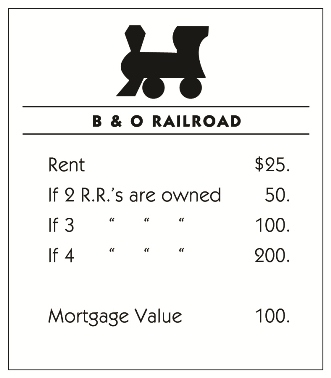 B & O RAILROAD
Rent $25.
If 2 R.R.'s are owned 50.
If 3 " " " 100.
If 4 " " " 200.
Mortgage Value 100.